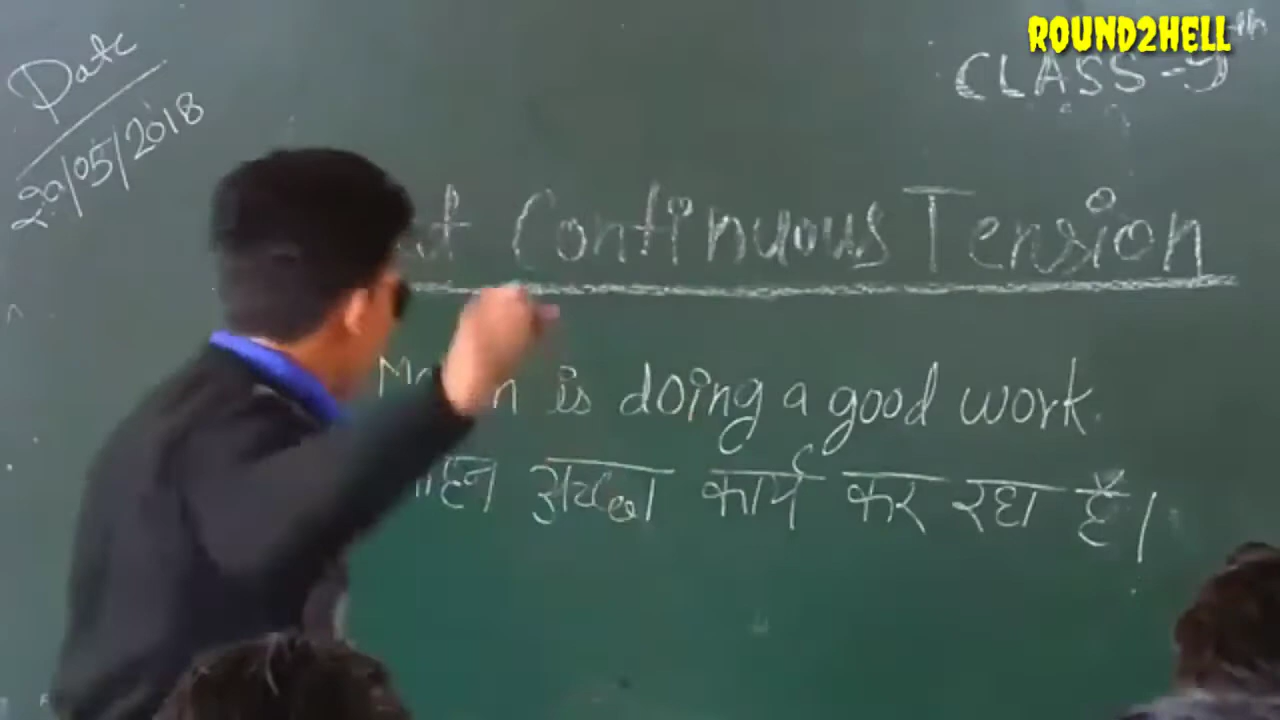 ROUND2HELL
Date
20/05/2018
CLASS-9th
Continuous Tension
is doing a good work.
अच्छा कार्य कर रहा है।